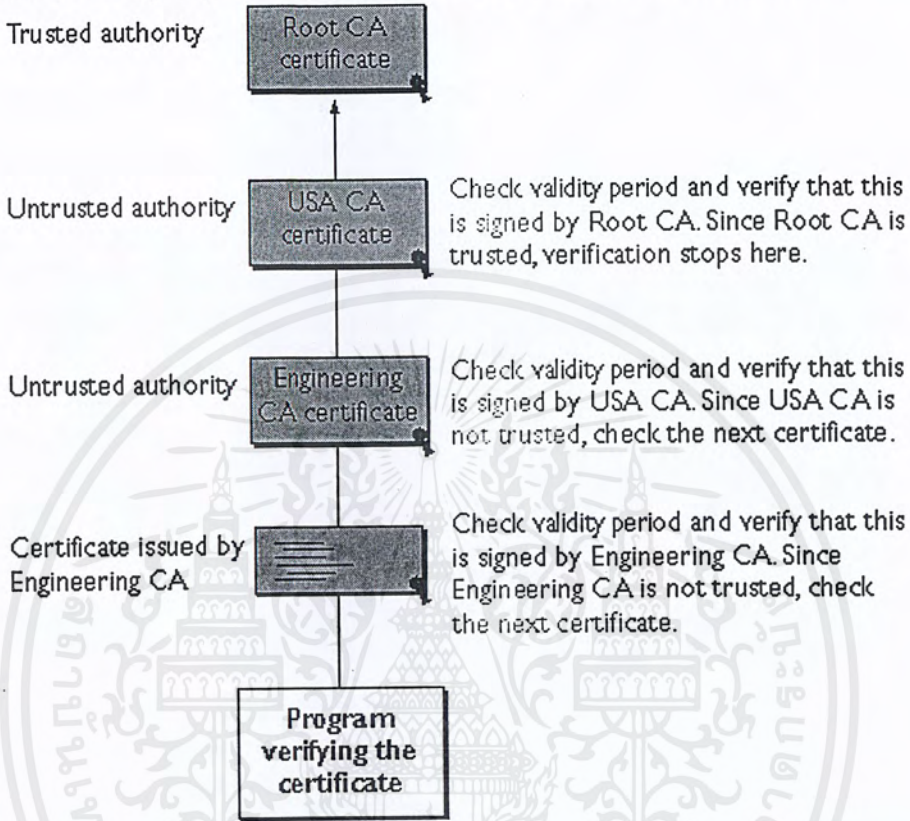 Trusted authority
Root CA
certificate
Untrusted authority
USA CA
certificate
Check validity period and verify that this
is signed by Root CA. Since Root CA is
trusted, verification stops here.
Untrusted authority
Engineering
CA certificate
Check validity period and verify that this
is signed by USA CA. Since USA CA is
not trusted, check the next certificate.
Certificate issued by
Engineering CA
Check validity period and verify that this
is signed by Engineering CA. Since
Engineering CA is not trusted, check
the next certificate.
Program
verifying the
certificate